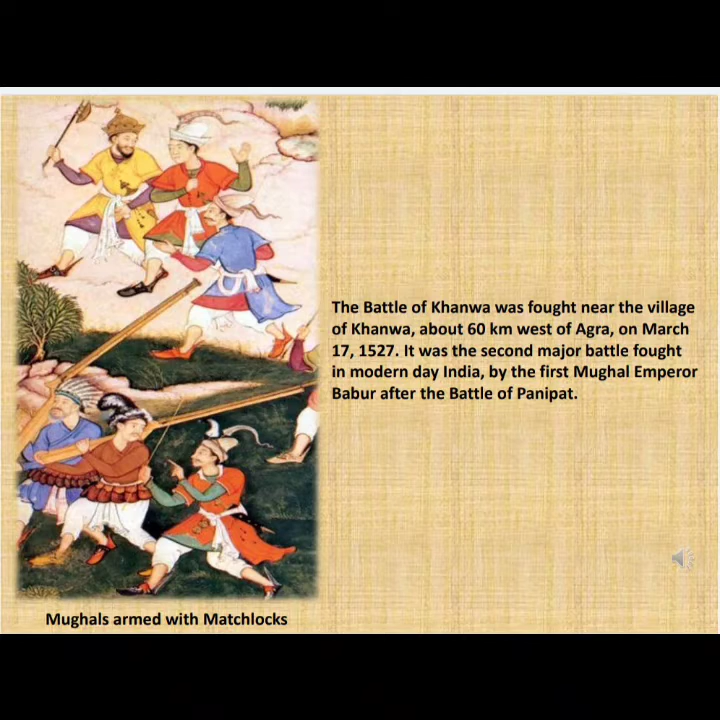 The Battle of Khanwa was fought near the village
of Khanwa, about 60 km west of Agra, on March
17, 1527. It was the second major battle fought
in modern day India, by the first Mughal Emperor
Babur after the Battle of Panipat.
Mughals armed with Matchlocks